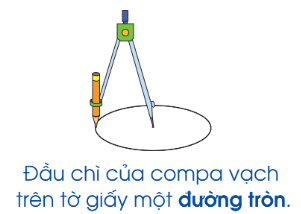 Đầu chì của compa vạch
trên tờ giấy một đường tròn.